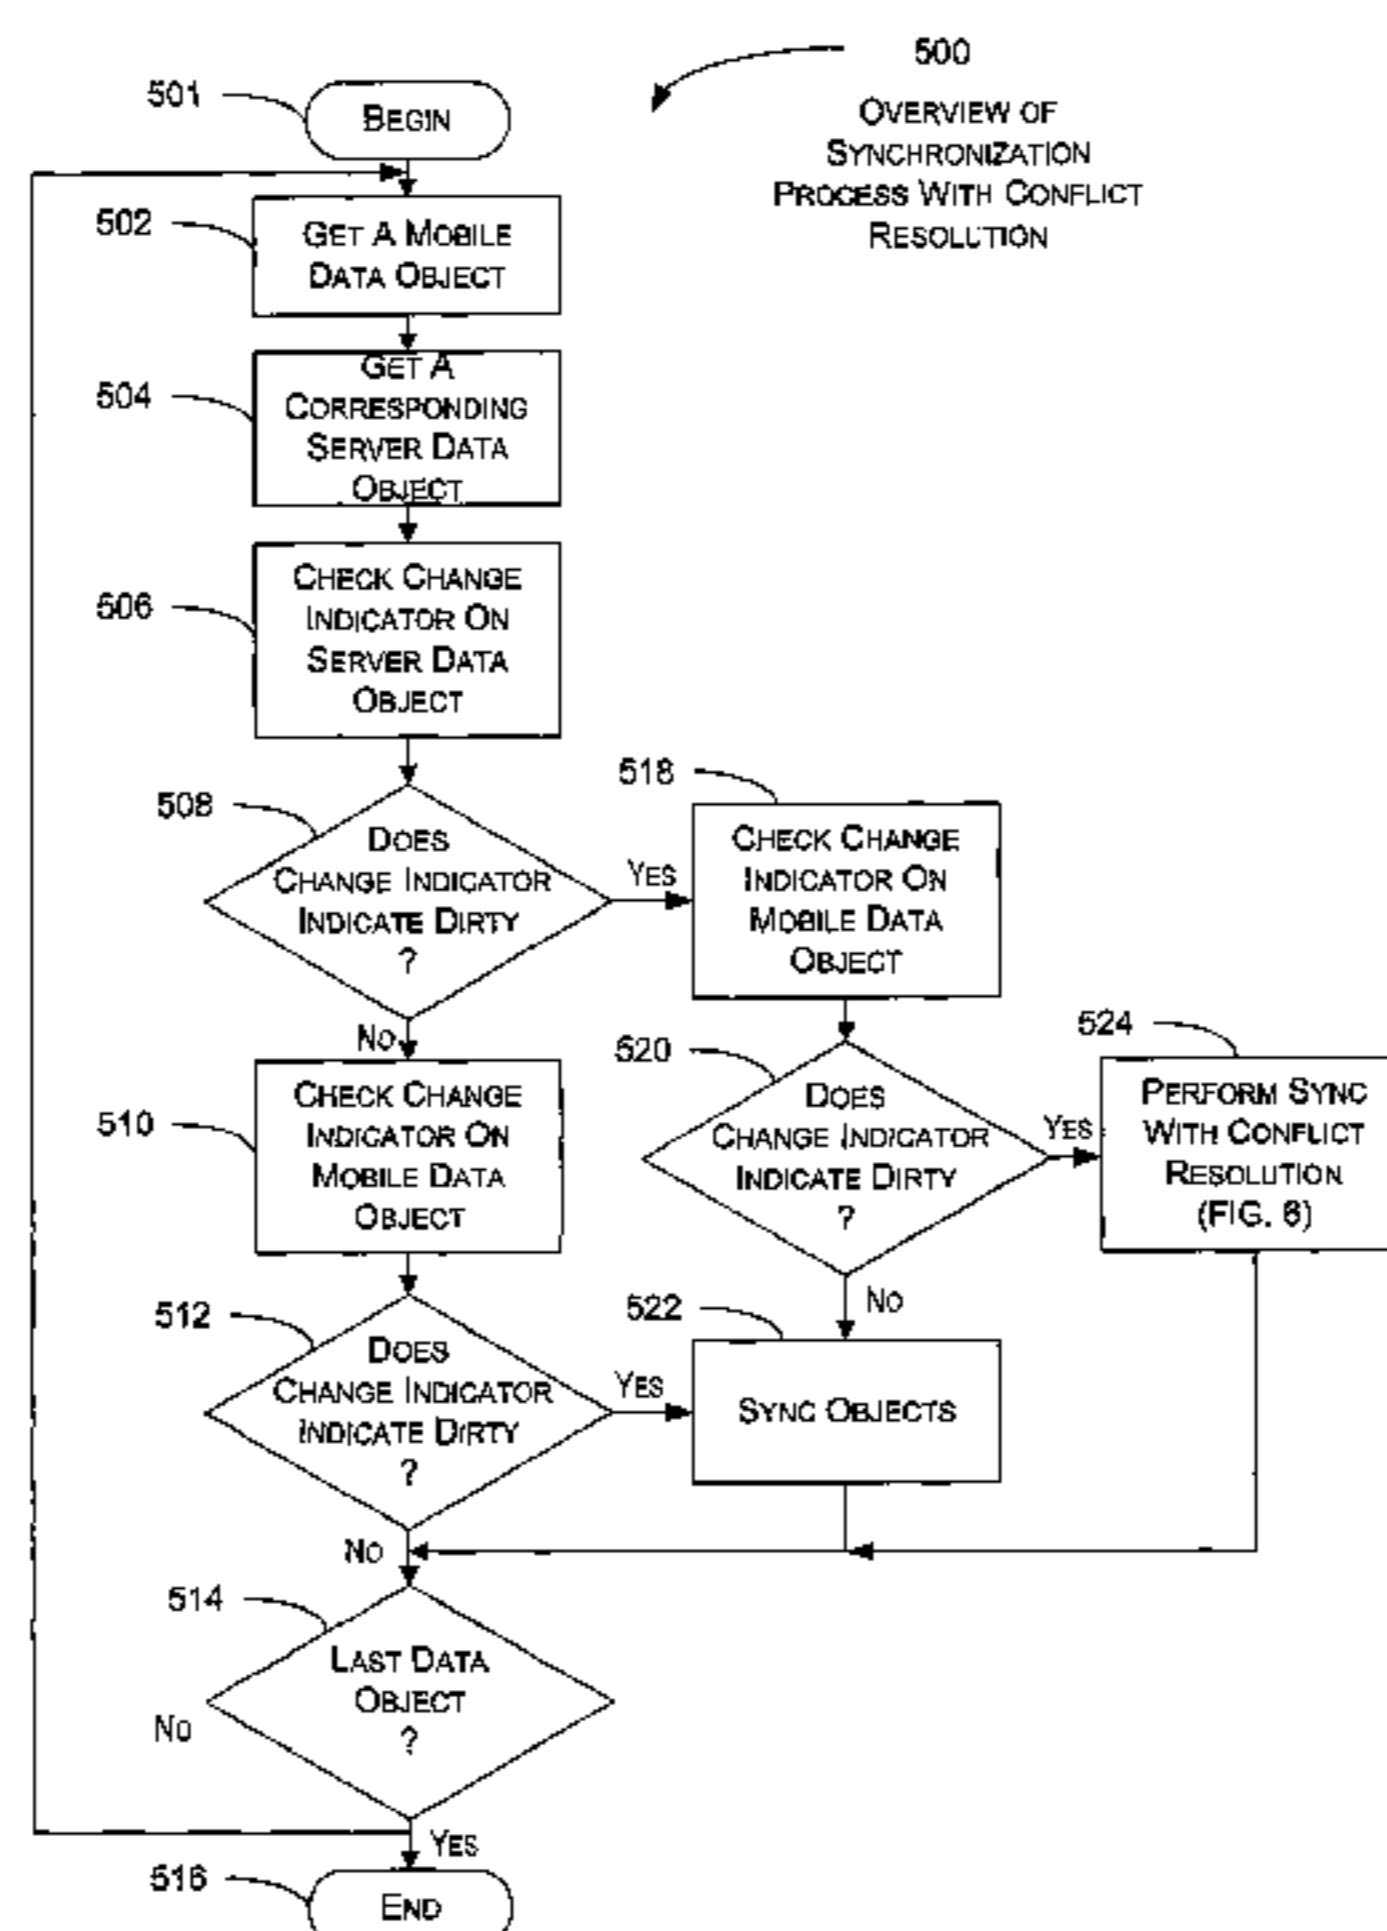 500
OVERVIEW OF
SYNCHRONIZATION
PROCESS WITH CONFLICT
RESOLUTION
501
BEGIN
502
GET A MOBILE
DATA OBJECT
504
GET A
CORRESPONDING
SERVER DATA
OBJECT
506
CHECK CHANGE
INDICATOR ON
SERVER DATA
OBJECT
508
DOES
CHANGE INDICATOR
INDICATE DIRTY
?
YES
NO
518
CHECK CHANGE
INDICATOR ON
MOBILE DATA
OBJECT
510
CHECK CHANGE
INDICATOR ON
MOBILE DATA
OBJECT
520
DOES
CHANGE INDICATOR
INDICATE DIRTY
?
YES
NO
524
PERFORM SYNC
WITH CONFLICT
RESOLUTION
(FIG. 6)
512
DOES
CHANGE INDICATOR
INDICATE DIRTY
?
YES
NO
522
SYNC OBJECTS
514
LAST DATA
OBJECT
?
NO
YES
516
END